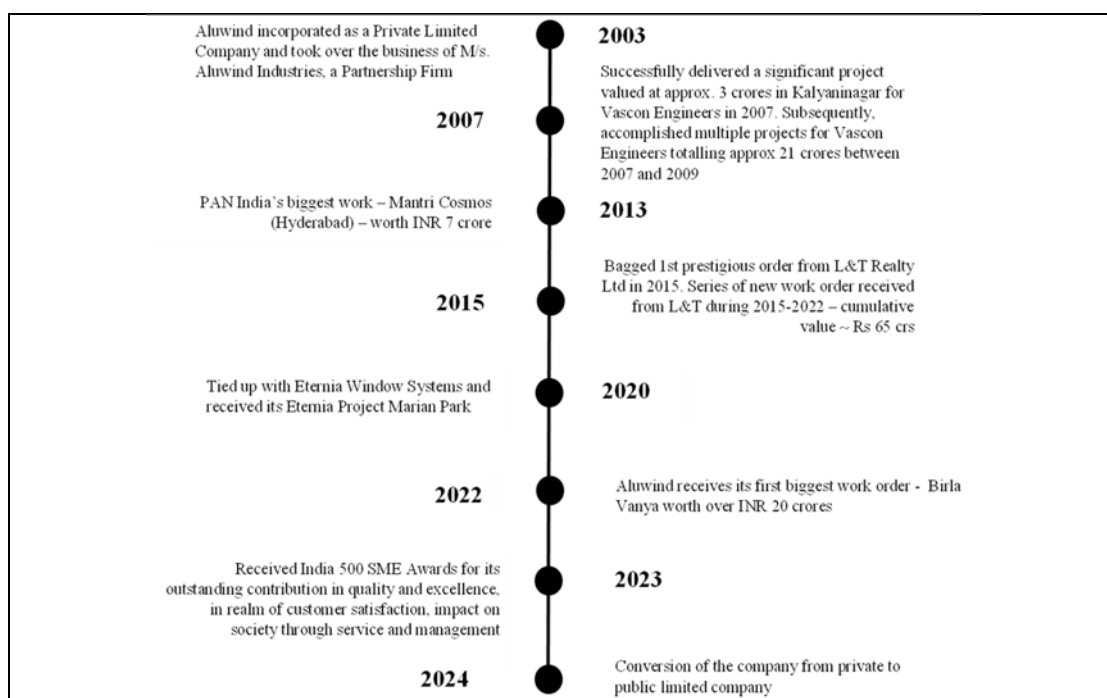 Aluwind incorporated as a Private Limited
Company and took over the business of M/s.
Aluwind Industries, a Partnership Firm
2003
2007
Successfully delivered a significant project
valued at approx. 3 crores in Kalyaninagar for
Vascon Engineers in 2007. Subsequently,
accomplished multiple projects for Vascon
Engineers totalling approx 21 crores between
2007 and 2009
PAN India’s biggest work – Mantri Cosmos
(Hyderabad) – worth INR 7 crore
2013
2015
Bagged 1st prestigious order from L&T Realty
Ltd in 2015. Series of new work order received
from L&T during 2015-2022 – cumulative
value ~ Rs 65 crs
Tied up with Eternia Window Systems and
received its Eternia Project Marian Park
2020
2022
Aluwind receives its first biggest work order - Birla
Vanya worth over INR 20 crores
Received India 500 SME Awards for its
outstanding contribution in quality and excellence,
in realm of customer satisfaction, impact on
society through service and management
2023
2024
Conversion of the company from private to
public limited company